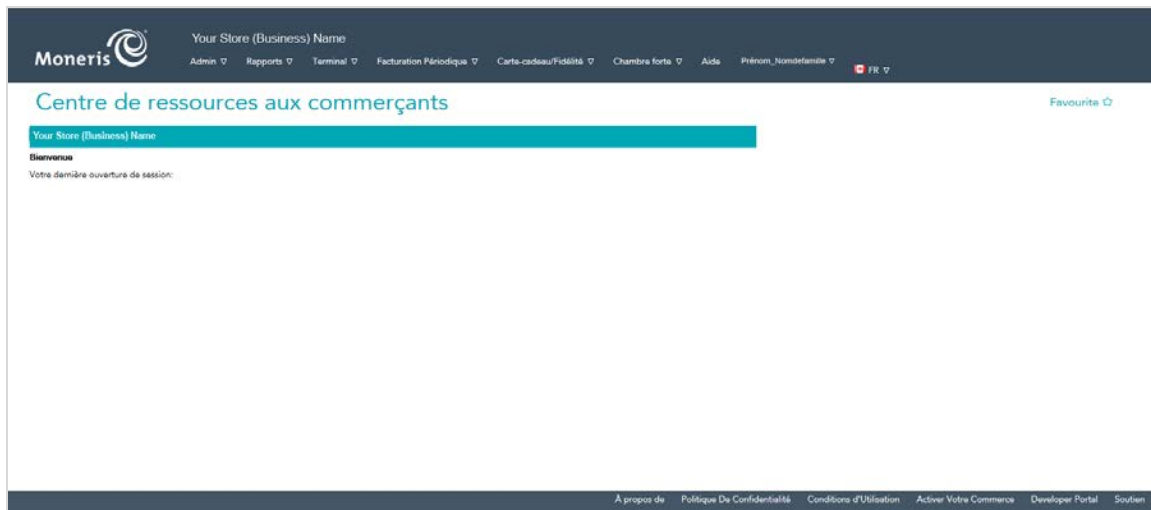 Moneris
Your Store (Business) Name
Admin Rapports Terminal Facturation Périodique Carte-cadeau/Fidélité Chambre forte Aide Prénom_Nomdefamille FR
Centre de ressources aux commerçants
Favourite
Your Store (Business) Name
Bienvenue
Votre dernière ouverture de session:
À propos de Politique De Confidentialité Conditions d'Utilisation Activer Votre Commerce Developer Portal Soutien